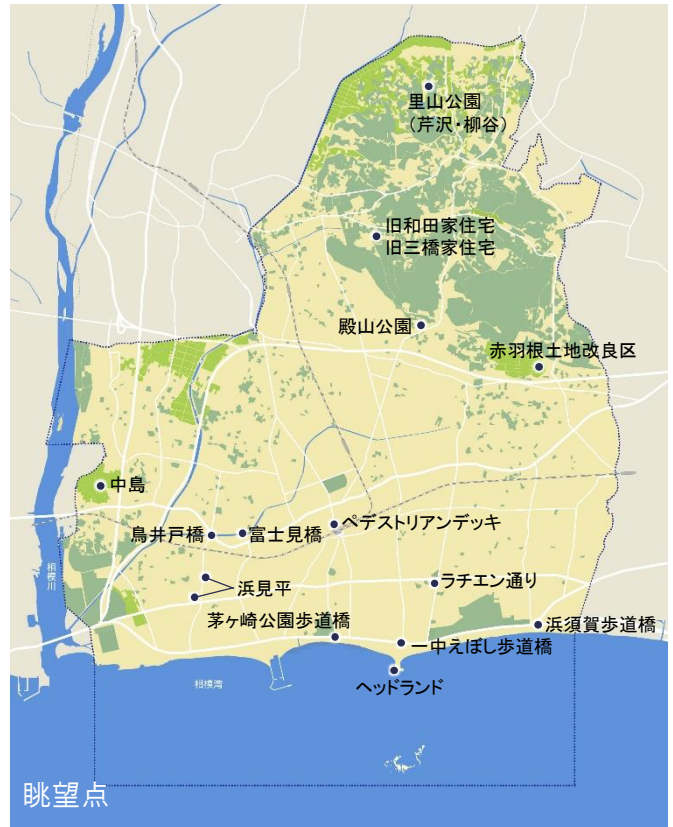 里山公園
（芹沢・柳谷）
旧和田家住宅
旧三橋家住宅
殿山公園
赤羽根土地改良区
中島
鳥井戸橋
富士見橋
ペデストリアンデッキ
浜見平
ラチエン通り
茅ヶ崎公園歩道橋
浜須賀歩道橋
一中えぼし歩道橋
ヘッドランド
相模川
相模湾
眺望点